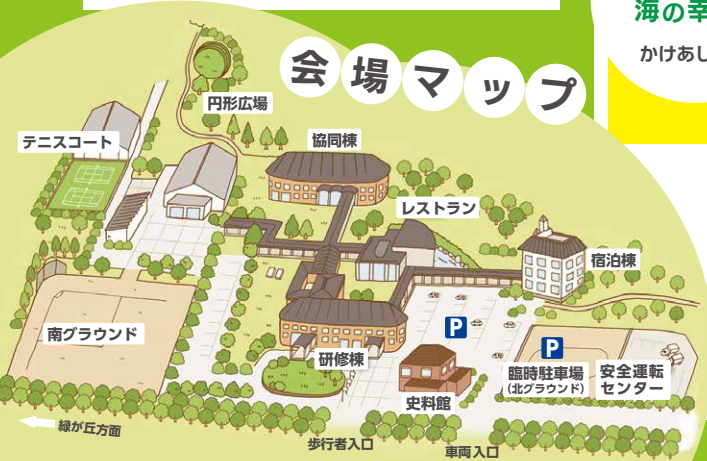 海の幸
かけあし
会場マップ
円形広場
テニスコート
協同棟
レストラン
宿泊棟
南グラウンド
P
研修棟
P
臨時駐車場
(北グラウンド)
安全運転
センター
史料館
緑が丘方面
歩行者入口
車両入口